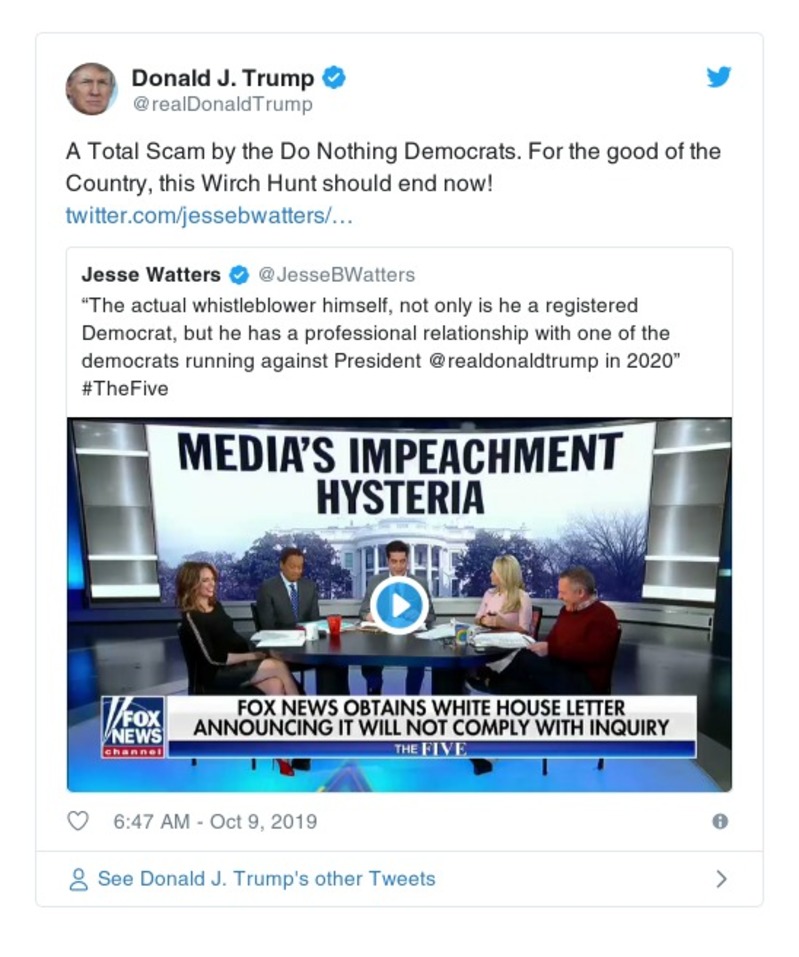 Donald J. Trump
@realDonaldTrump
A Total Scam by the Do Nothing Democrats. For the good of the
Country, this Wirch Hunt should end now!
twitter.com/jessebwatters/…
Jesse Watters @JesseBWatters
“The actual whistleblower himself, not only is he a registered
Democrat, but he has a professional relationship with one of the
democrats running against President @realdonaldtrump in 2020”
#TheFive
MEDIA'S IMPEACHMENT
HYSTERIA
FOX
NEWS
channel
FOX NEWS OBTAINS WHITE HOUSE LETTER
ANNOUNCING IT WILL NOT COMPLY WITH INQUIRY
THE FIVE
6:47 AM - Oct 9, 2019
See Donald J. Trump's other Tweets